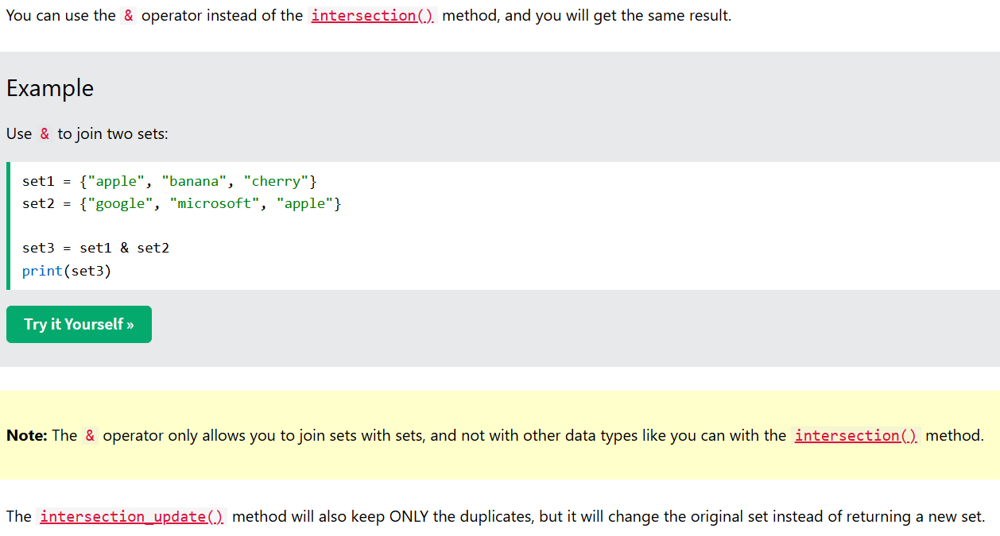 You can use the & operator instead of the intersection() method, and you will get the same result.
Example
Use & to join two sets:
set1 = {"apple", "banana", "cherry"}
set2 = {"google", "microsoft", "apple"}
set3 = set1 & set2
print(set3)
Try it Yourself »
Note: The & operator only allows you to join sets with sets, and not with other data types like you can with the intersection() method.
The intersection_update() method will also keep ONLY the duplicates, but it will change the original set instead of returning a new set.